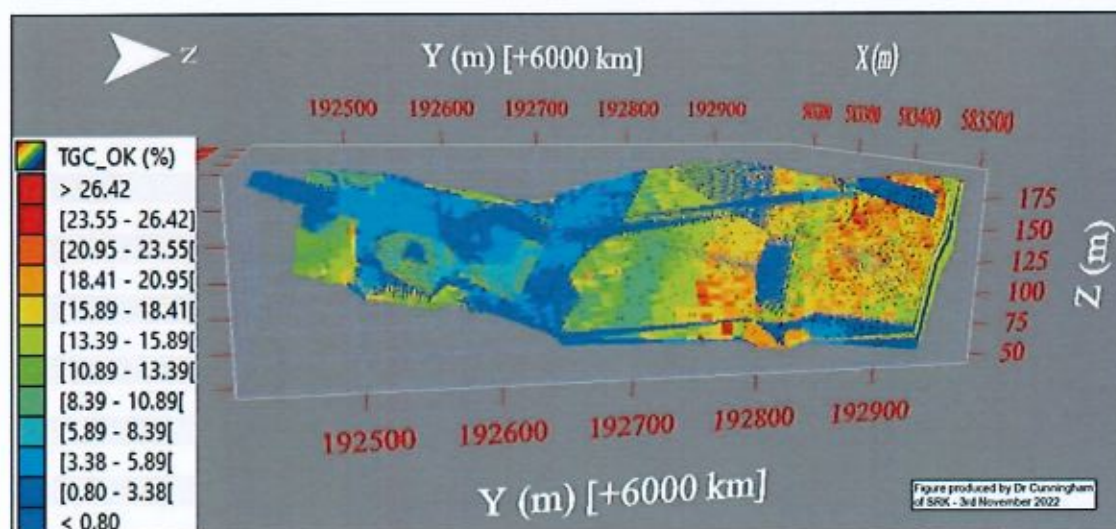 Z
Y (m) [+6000 km]
X (m)
192500 192600 192700 192800 192900 583300 583400 583500
TGC_OK (%)
> 26.42
[23.55 - 26.42]
[20.95 - 23.55[
[18.41 - 20.95[
[15.89 - 18.41[
[13.39 - 15.89[
[10.89 - 13.39[
[8.39 - 10.89[
[5.89 - 8.39[
[3.38 - 5.89[
[0.80 - 3.38[
< 0.80
175
150
125
100
75
50
Z (m)
192500 192600 192700 192800 192900
Y (m) [+6000 km]
Figure produced by Dr Cunningham
of SRK - 3rd November 2022